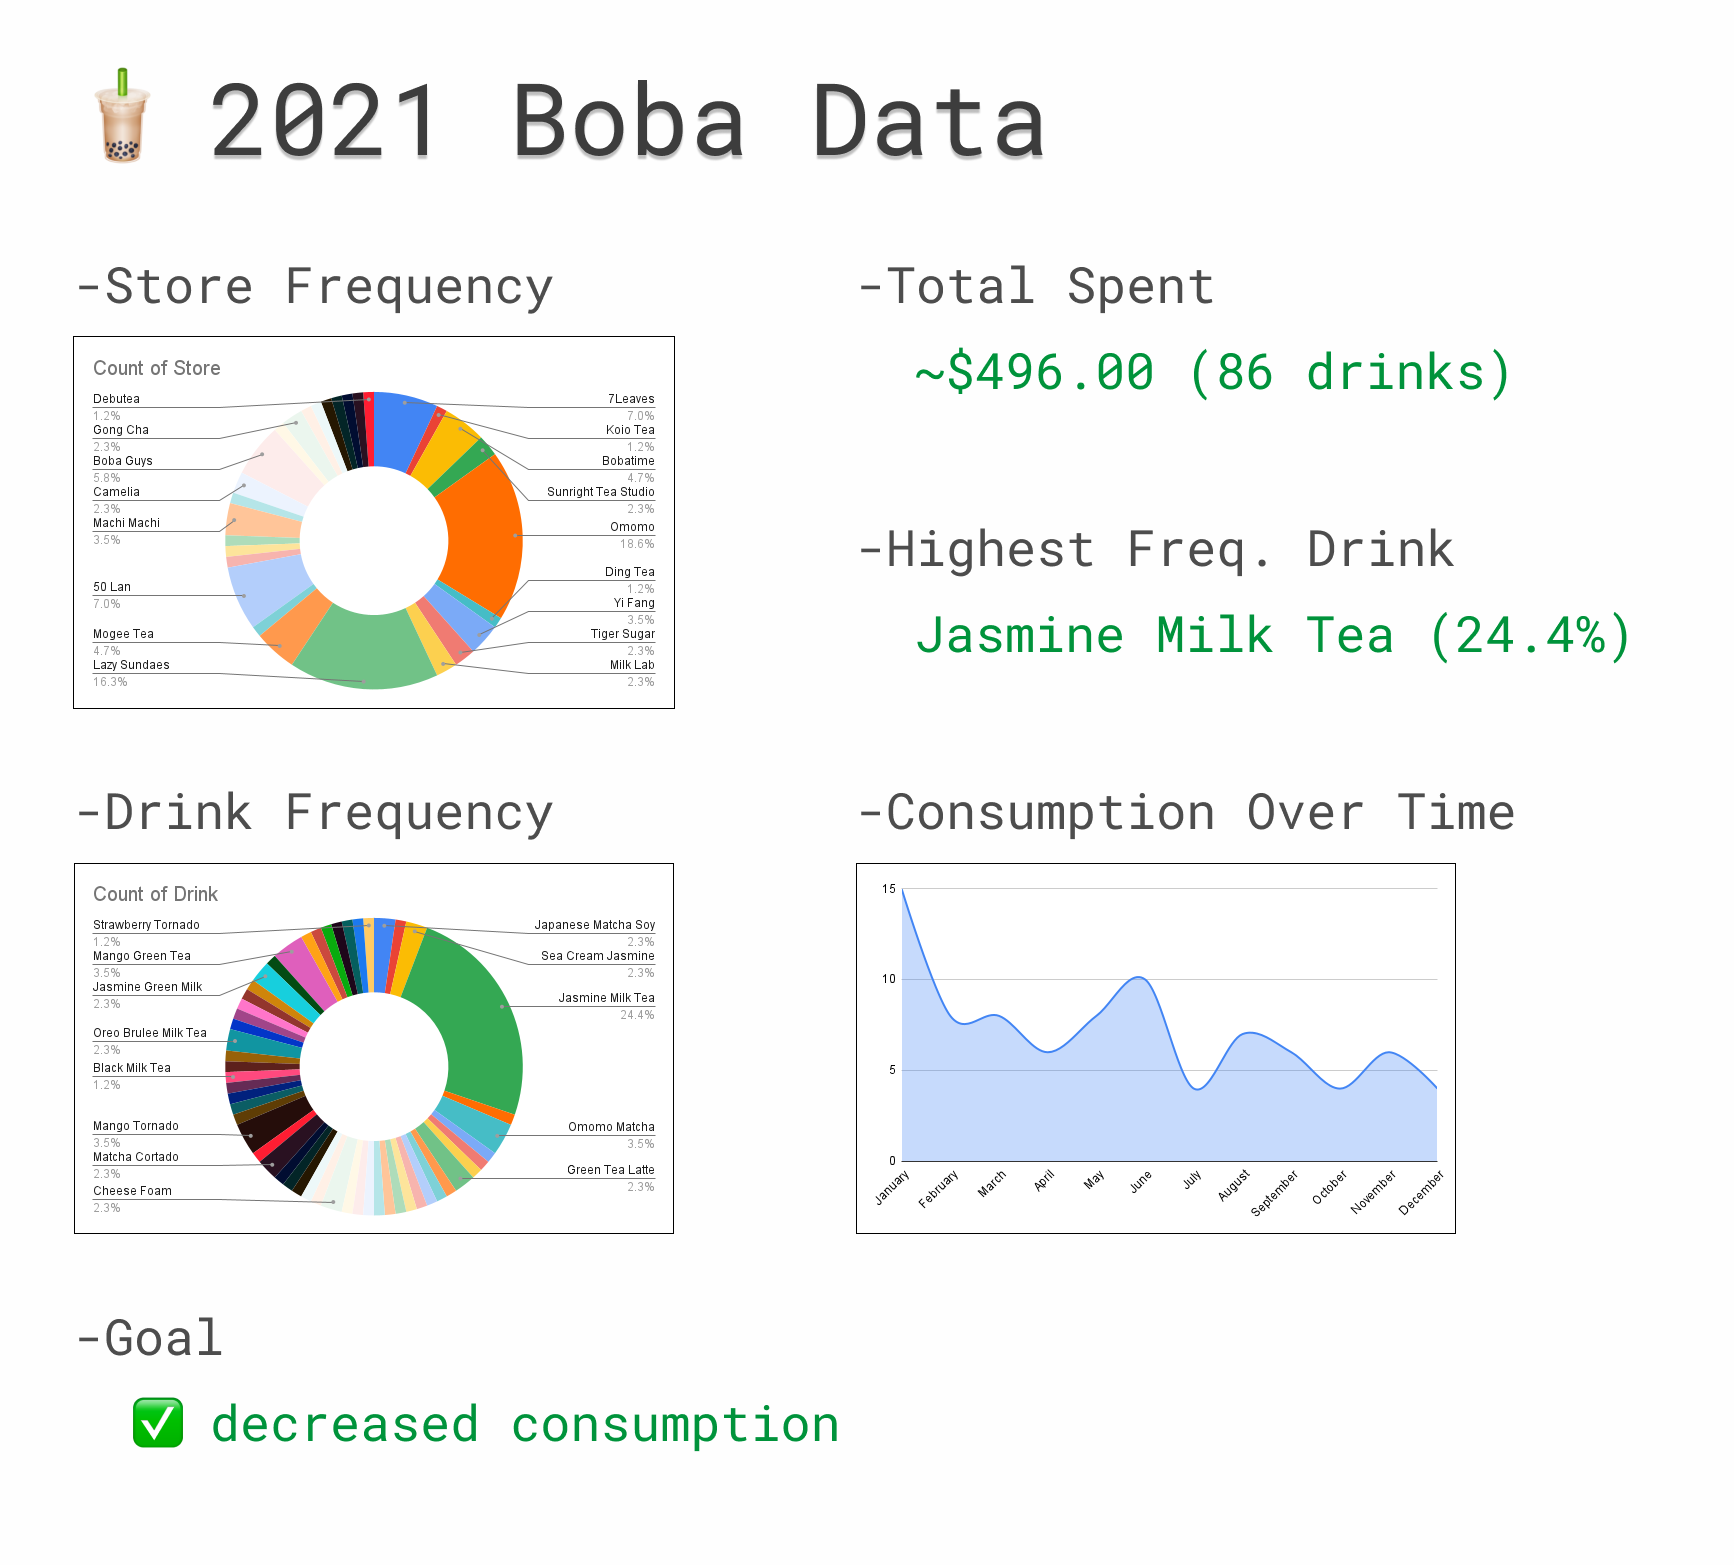 2021 Boba Data
-Store Frequency
Count of Store
Debutea
1.2%
Gong Cha
2.3%
Boba Guys
5.8%
Camelia
2.3%
Machi Machi
3.5%
50 Lan
7.0%
Mogee Tea
4.7%
Lazy Sundaes
16.3%
7Leaves
7.0%
Koio Tea
1.2%
Bobatime
4.7%
Sunright Tea Studio
2.3%
Omomo
18.6%
Ding Tea
1.2%
Yi Fang
3.5%
Tiger Sugar
2.3%
Milk Lab
2.3%
-Total Spent
~$496.00 (86 drinks)
-Highest Freq. Drink
Jasmine Milk Tea (24.4%)
-Drink Frequency
Count of Drink
Strawberry Tornado
1.2%
Mango Green Tea
3.5%
Jasmine Green Milk
2.3%
Oreo Brulee Milk Tea
2.3%
Black Milk Tea
1.2%
Mango Tornado
3.5%
Matcha Cortado
2.3%
Cheese Foam
2.3%
Japanese Matcha Soy
2.3%
Sea Cream Jasmine
2.3%
Jasmine Milk Tea
24.4%
Omomo Matcha
3.5%
Green Tea Latte
2.3%
-Consumption Over Time
15
10
5
0
January
February
March
April
May
June
July
August
September
October
November
December
-Goal
✅ decreased consumption